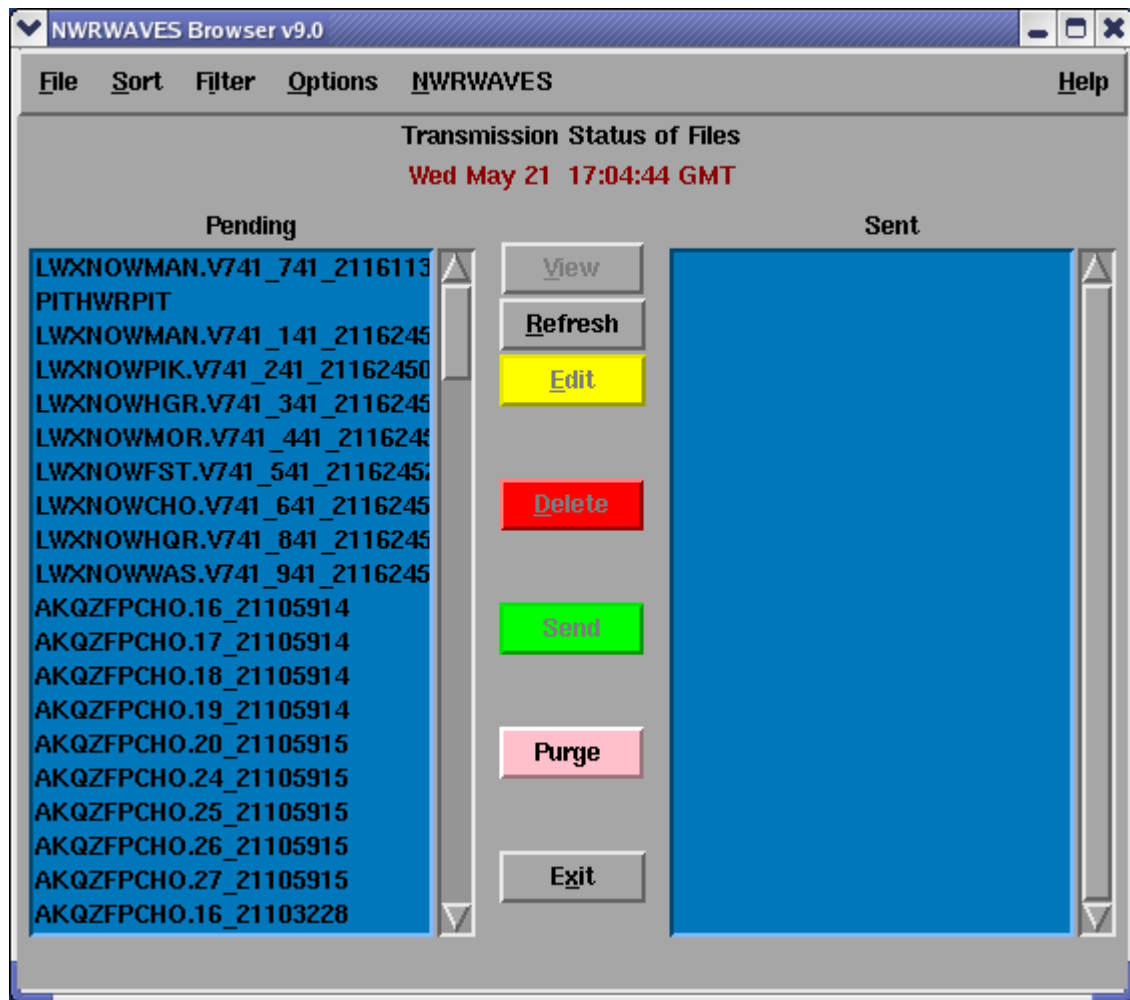 NWRWAVES Browser v9.0
File Sort Filter Options NWRWAVES Help
Transmission Status of Files
Wed May 21 17:04:44 GMT
Pending
LWXNOWMAN.V741_741_2116113
PITHWRPIT
LWXNOWMAN.V741_141_2116245
LWXNOWPIK.V741_241_21162450
LWXNOWHGR.V741_341_2116245
LWXNOWMOR.V741_441_2116245
LWXNOWFST.V741_541_21162452
LWXNOWCHO.V741_641_2116245
LWXNOWHQR.V741_841_2116245
LWXNOWWAS.V741_941_2116245
AKQZFPCHO.16_21105914
AKQZFPCHO.17_21105914
AKQZFPCHO.18_21105914
AKQZFPCHO.19_21105914
AKQZFPCHO.20_21105915
AKQZFPCHO.24_21105915
AKQZFPCHO.25_21105915
AKQZFPCHO.26_21105915
AKQZFPCHO.27_21105915
AKQZFPCHO.16_21103228
View
Refresh
Edit
Delete
Send
Purge
Exit
Sent